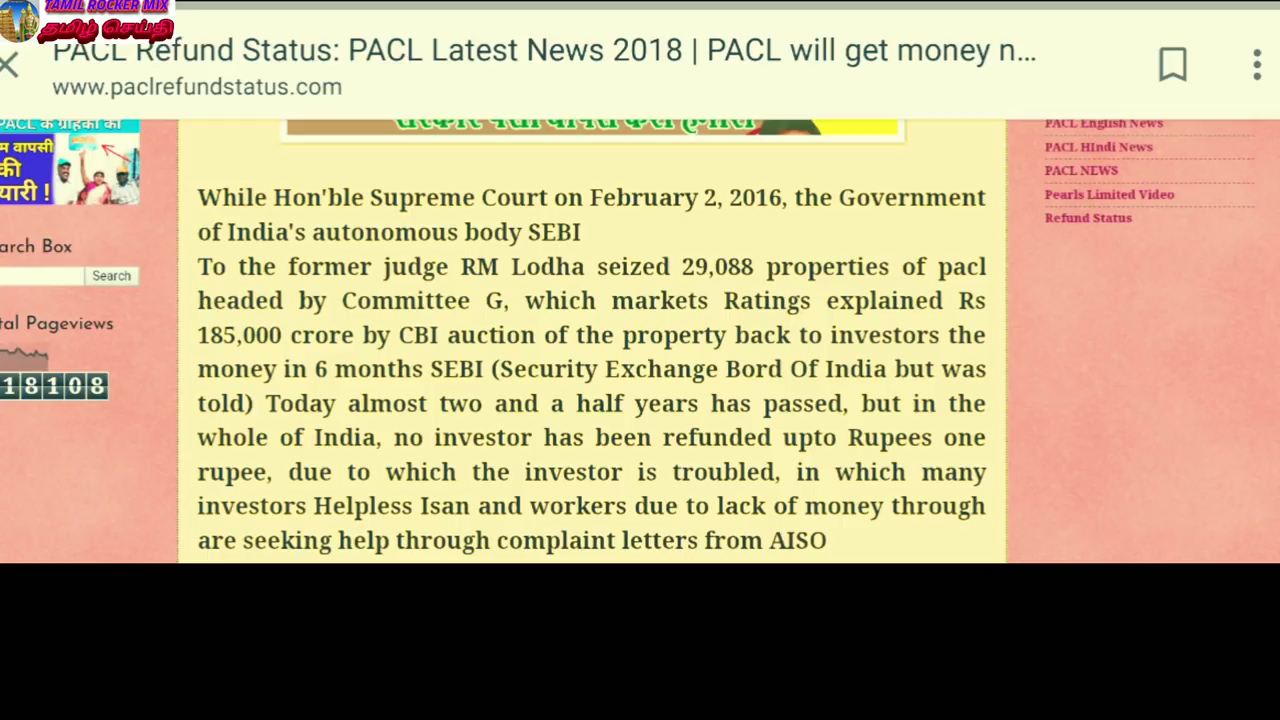 TAMIL ROCKER MIX
தமிழ் செய்தி
PACL Refund Status: PACL Latest News 2018 | PACL will get money n...
www.paclrefundstatus.com
PACL के ग्राहकों की
म वापसी
की
यारी !
arch Box
Search
tal Pageviews
18108
While Hon'ble Supreme Court on February 2, 2016, the Government
of India's autonomous body SEBI
To the former judge RM Lodha seized 29,088 properties of pacl
headed by Committee G, which markets Ratings explained Rs
185,000 crore by CBI auction of the property back to investors the
money in 6 months SEBI (Security Exchange Bord Of India but was
told) Today almost two and a half years has passed, but in the
whole of India, no investor has been refunded upto Rupees one
rupee, due to which the investor is troubled, in which many
investors Helpless Isan and workers due to lack of money through
are seeking help through complaint letters from AISO
PACL English News
PACL HIndi News
PACL NEWS
Pearls Limited Video
Refund Status